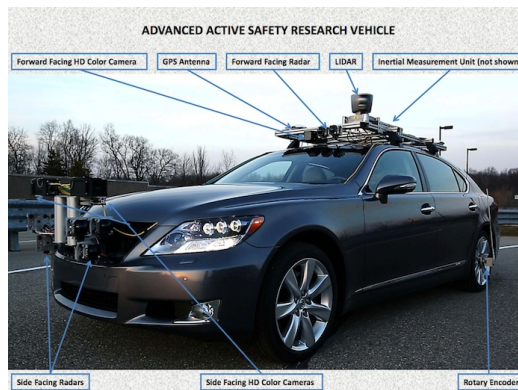 ADVANCED ACTIVE SAFETY RESEARCH VEHICLE
Forward Facing HD Color Camera
GPS Antenna
Forward Facing Radar
LIDAR
Inertial Measurement Unit (not shown
Side Facing Radars
Side Facing HD Color Cameras
Rotary Encoder